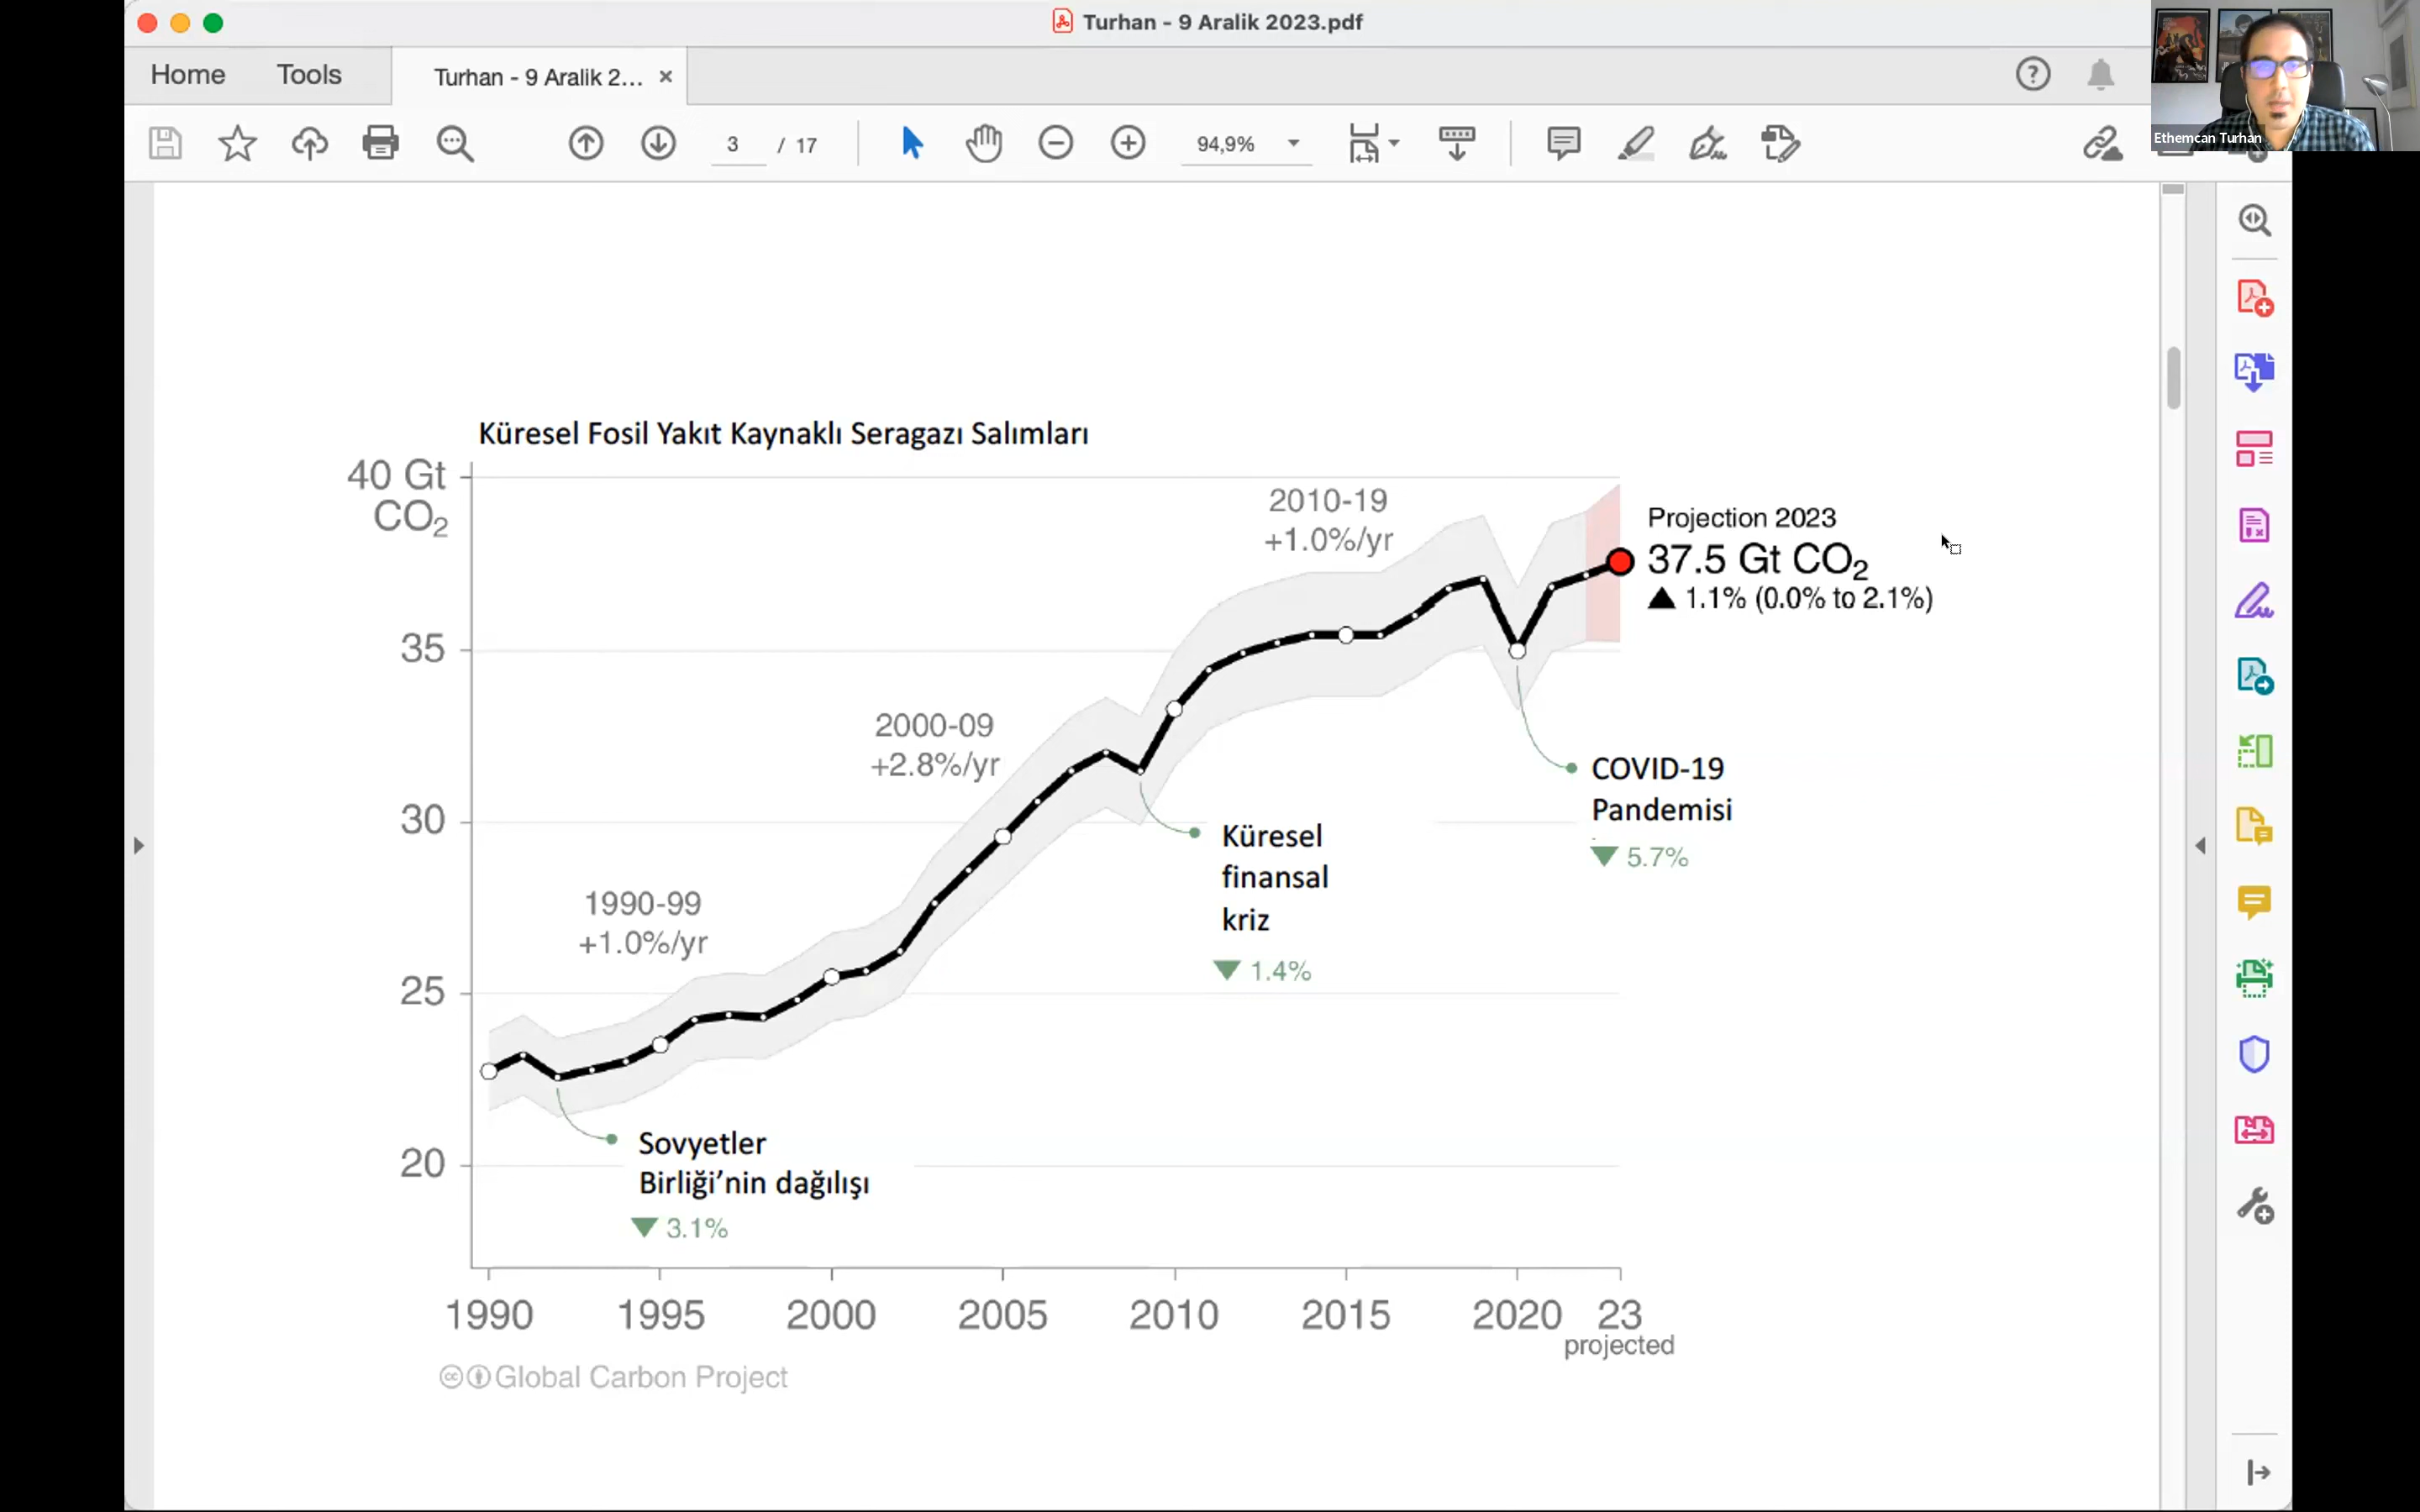 Turhan - 9 Aralik 2023.pdf
Home Tools Turhan - 9 Aralik 2... ×
3 / 17 94,9%
Ethemcan Turhan
Küresel Fosil Yakıt Kaynaklı Seragazı Salımları
40 Gt
CO₂
35
30
25
20
2010-19
+1.0%/yr
Projection 2023
37.5 Gt CO₂
▲ 1.1% (0.0% to 2.1%)
2000-09
+2.8%/yr
COVID-19
Pandemisi
▼ 5.7%
Küresel
finansal
kriz
▼ 1.4%
1990-99
+1.0%/yr
Sovyetler
Birliği’nin dağılışı
▼ 3.1%
1990 1995 2000 2005 2010 2015 2020 23
projected
Global Carbon Project